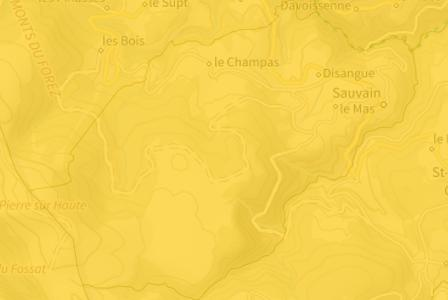 le Supt
Davoissenne
MONTS DU FOREZ
les Bois
le Champas
Disangue
Sauvain
le Mas
Pierre sur Haute
du Fossat
St-